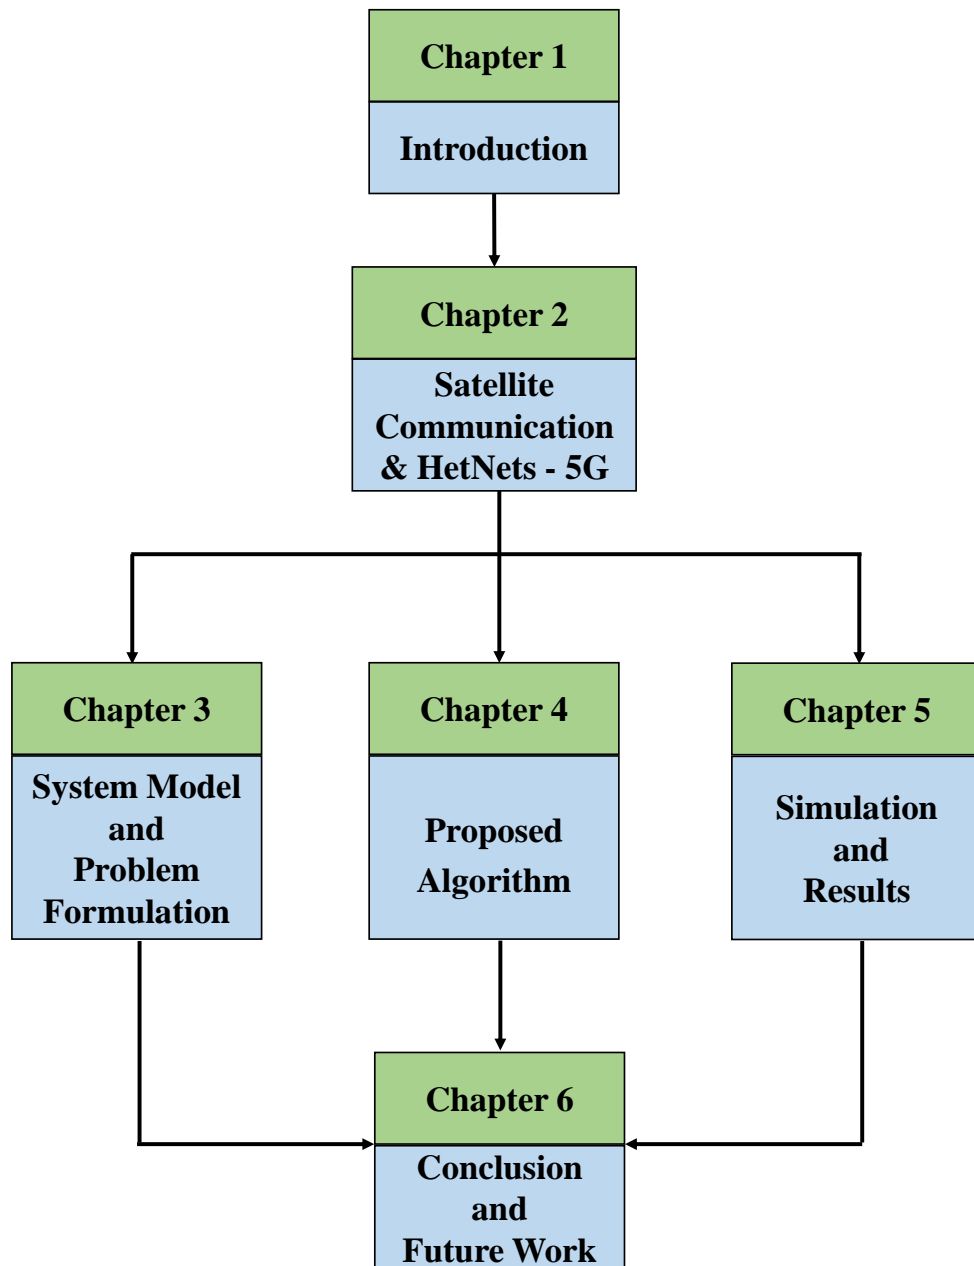 Chapter 1
Introduction
Chapter 2
Satellite
Communication
& HetNets - 5G
Chapter 3
System Model
and
Problem
Formulation
Chapter 4
Proposed
Algorithm
Chapter 5
Simulation
and
Results
Chapter 6
Conclusion
and
Future Work